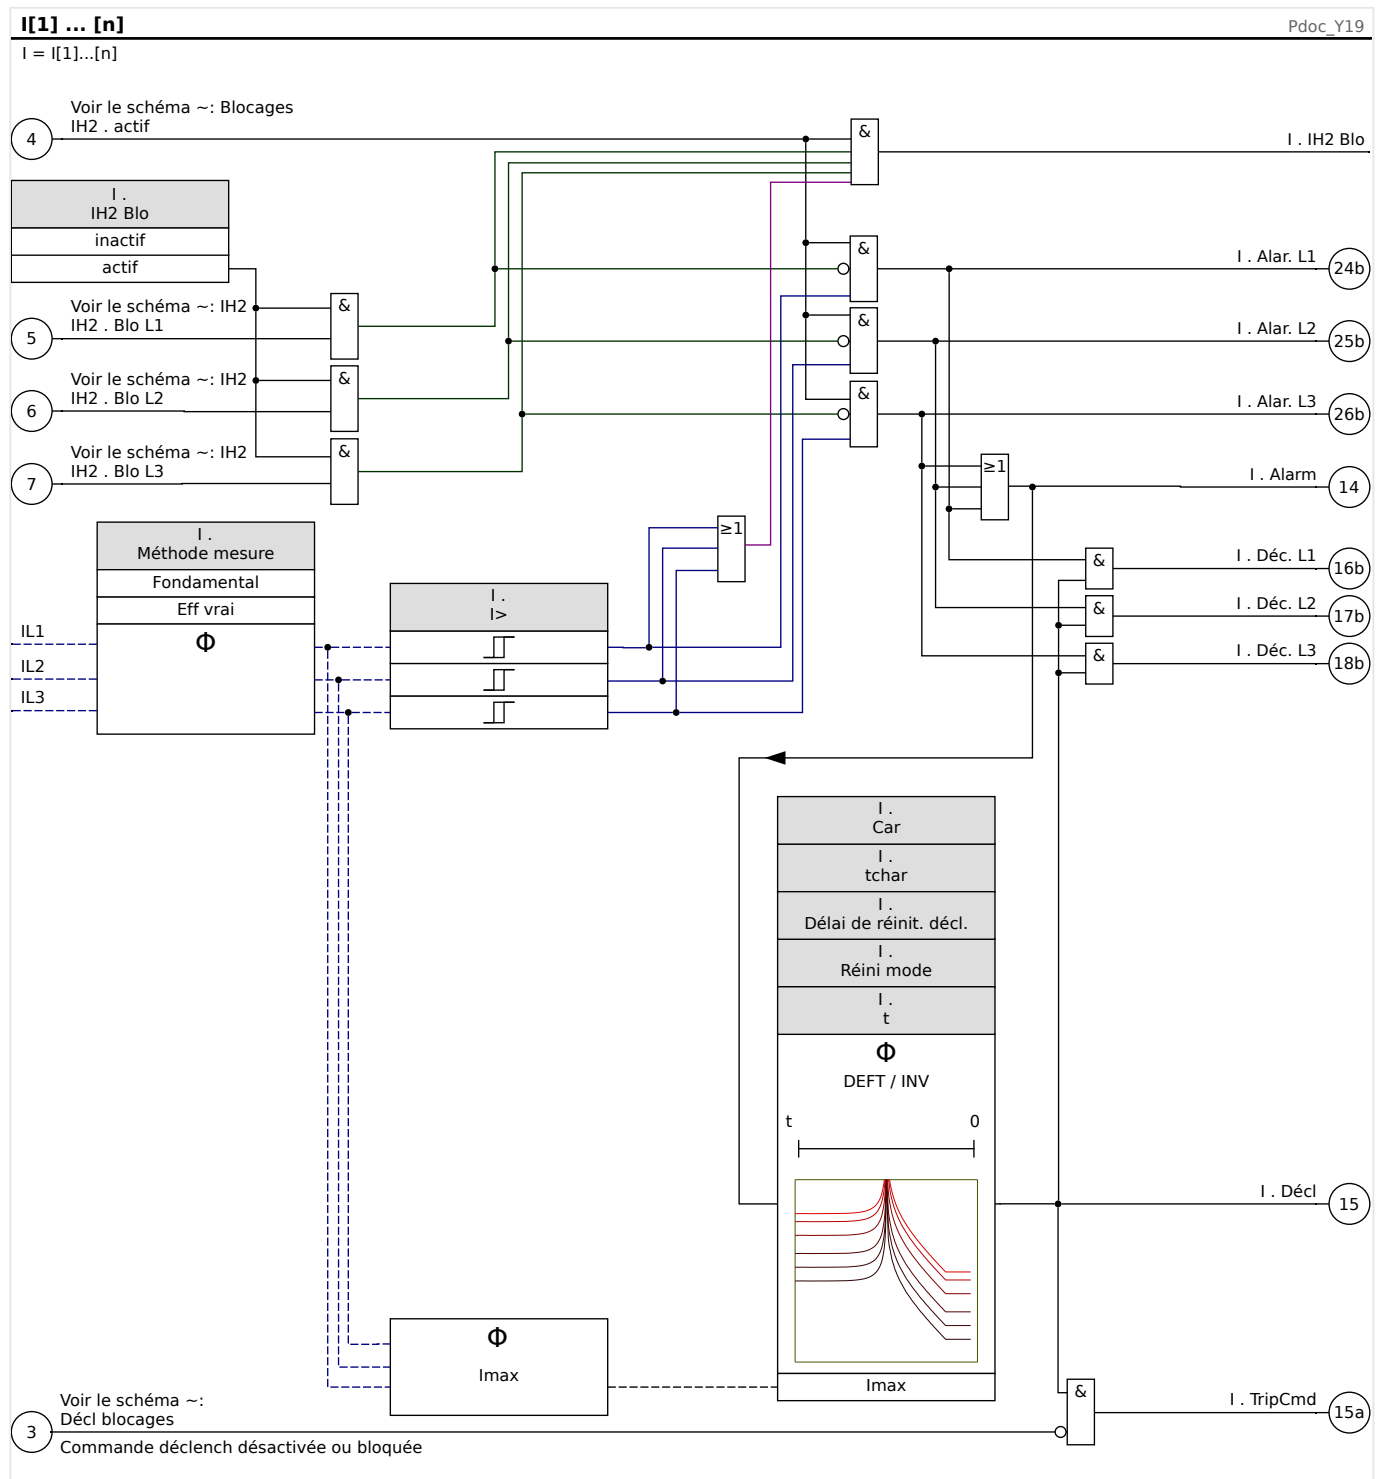 I[1] ... [n]
Pdoc_Y19
I = I[1]...[n]
Voir le schéma ~: Blocages
IH2 . actif
4
&
I . IH2 Blo
I .
IH2 Blo
inactif
actif
&
I . Alar. L1
24b
Voir le schéma ~: IH2
IH2 . Blo L1
5
&
&
I . Alar. L2
25b
Voir le schéma ~: IH2
IH2 . Blo L2
6
&
&
I . Alar. L3
26b
Voir le schéma ~: IH2
IH2 . Blo L3
7
&
≥1
I . Alarm
14
I .
Méthode mesure
Fondamental
Eff vrai
Φ
IL1
IL2
IL3
≥1
I .
I>
&
I . Déc. L1
16b
&
I . Déc. L2
17b
&
I . Déc. L3
18b
I .
Car
I .
tchar
I .
Délai de réinit. décl.
I .
Réini mode
I .
t
Φ
DEFT / INV
t
0
I . Décl
15
Φ
Imax
Imax
&
I . TripCmd
15a
Voir le schéma ~:
Décl blocages
3
Commande déclench désactivée ou bloquée